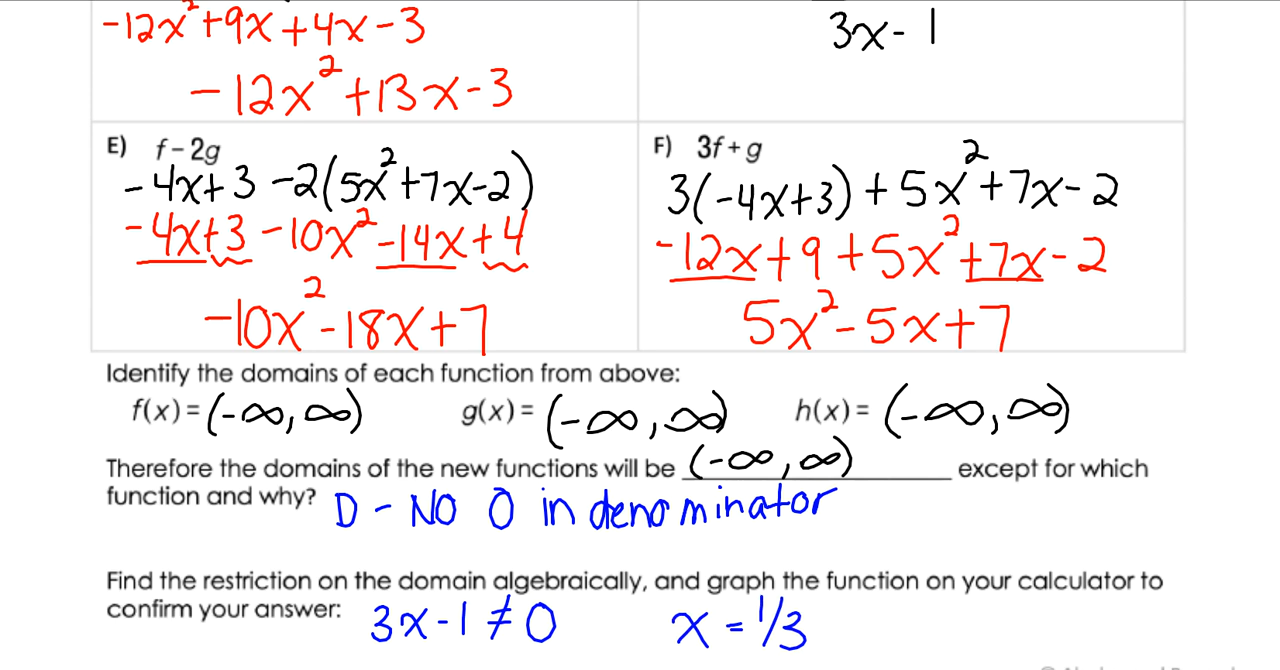 -12x²+9x+4x-3
-12x²+13x-3
3x-1
E) f-2g
-4x+3-2(5x²+7x-2)
-4x+3-10x²-14x+4
-10x²-18x+7
F) 3f+g
3(-4x+3)+5x²+7x-2
-12x+9+5x²+7x-2
5x²-5x+7
Identify the domains of each function from above:
f(x)=(-∞,∞) g(x)=(-∞,∞) h(x)=(-∞,∞)
Therefore the domains of the new functions will be (-∞,∞) except for which
function and why? D - NO 0 in denominator
Find the restriction on the domain algebraically, and graph the function on your calculator to
confirm your answer: 3x-1≠0 x=1/3